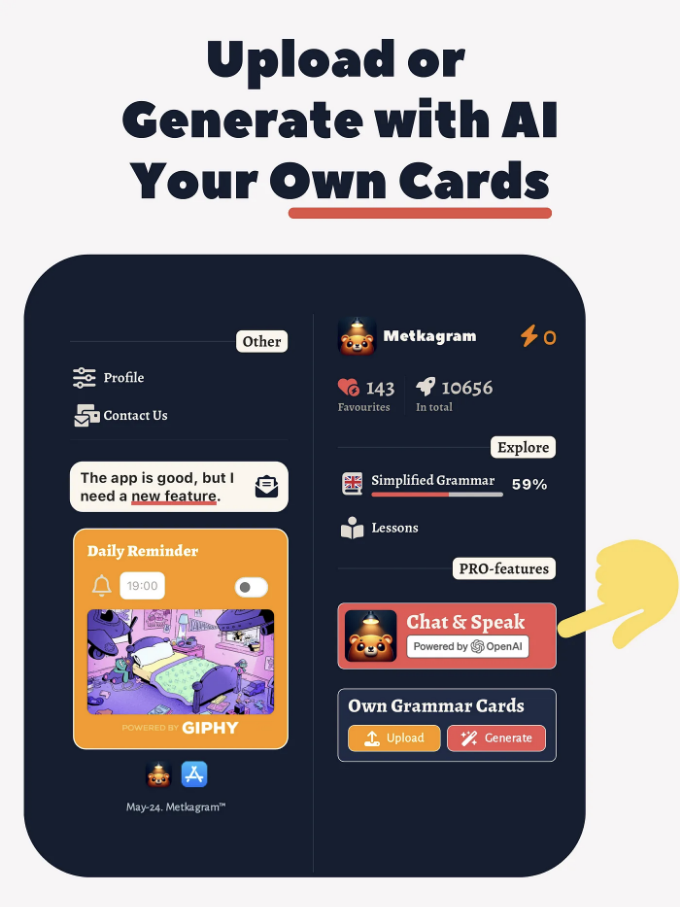 Upload or
Generate with AI
Your Own Cards
Other
Profile
Contact Us
The app is good, but I
need a new feature.
Daily Reminder
19:00
POWERED BY GIPHY
May-24. Metkagram™
Metkagram
0
143
Favourites
10656
In total
Explore
Simplified Grammar 59%
Lessons
PRO-features
Chat & Speak
Powered by OpenAI
Own Grammar Cards
Upload
Generate